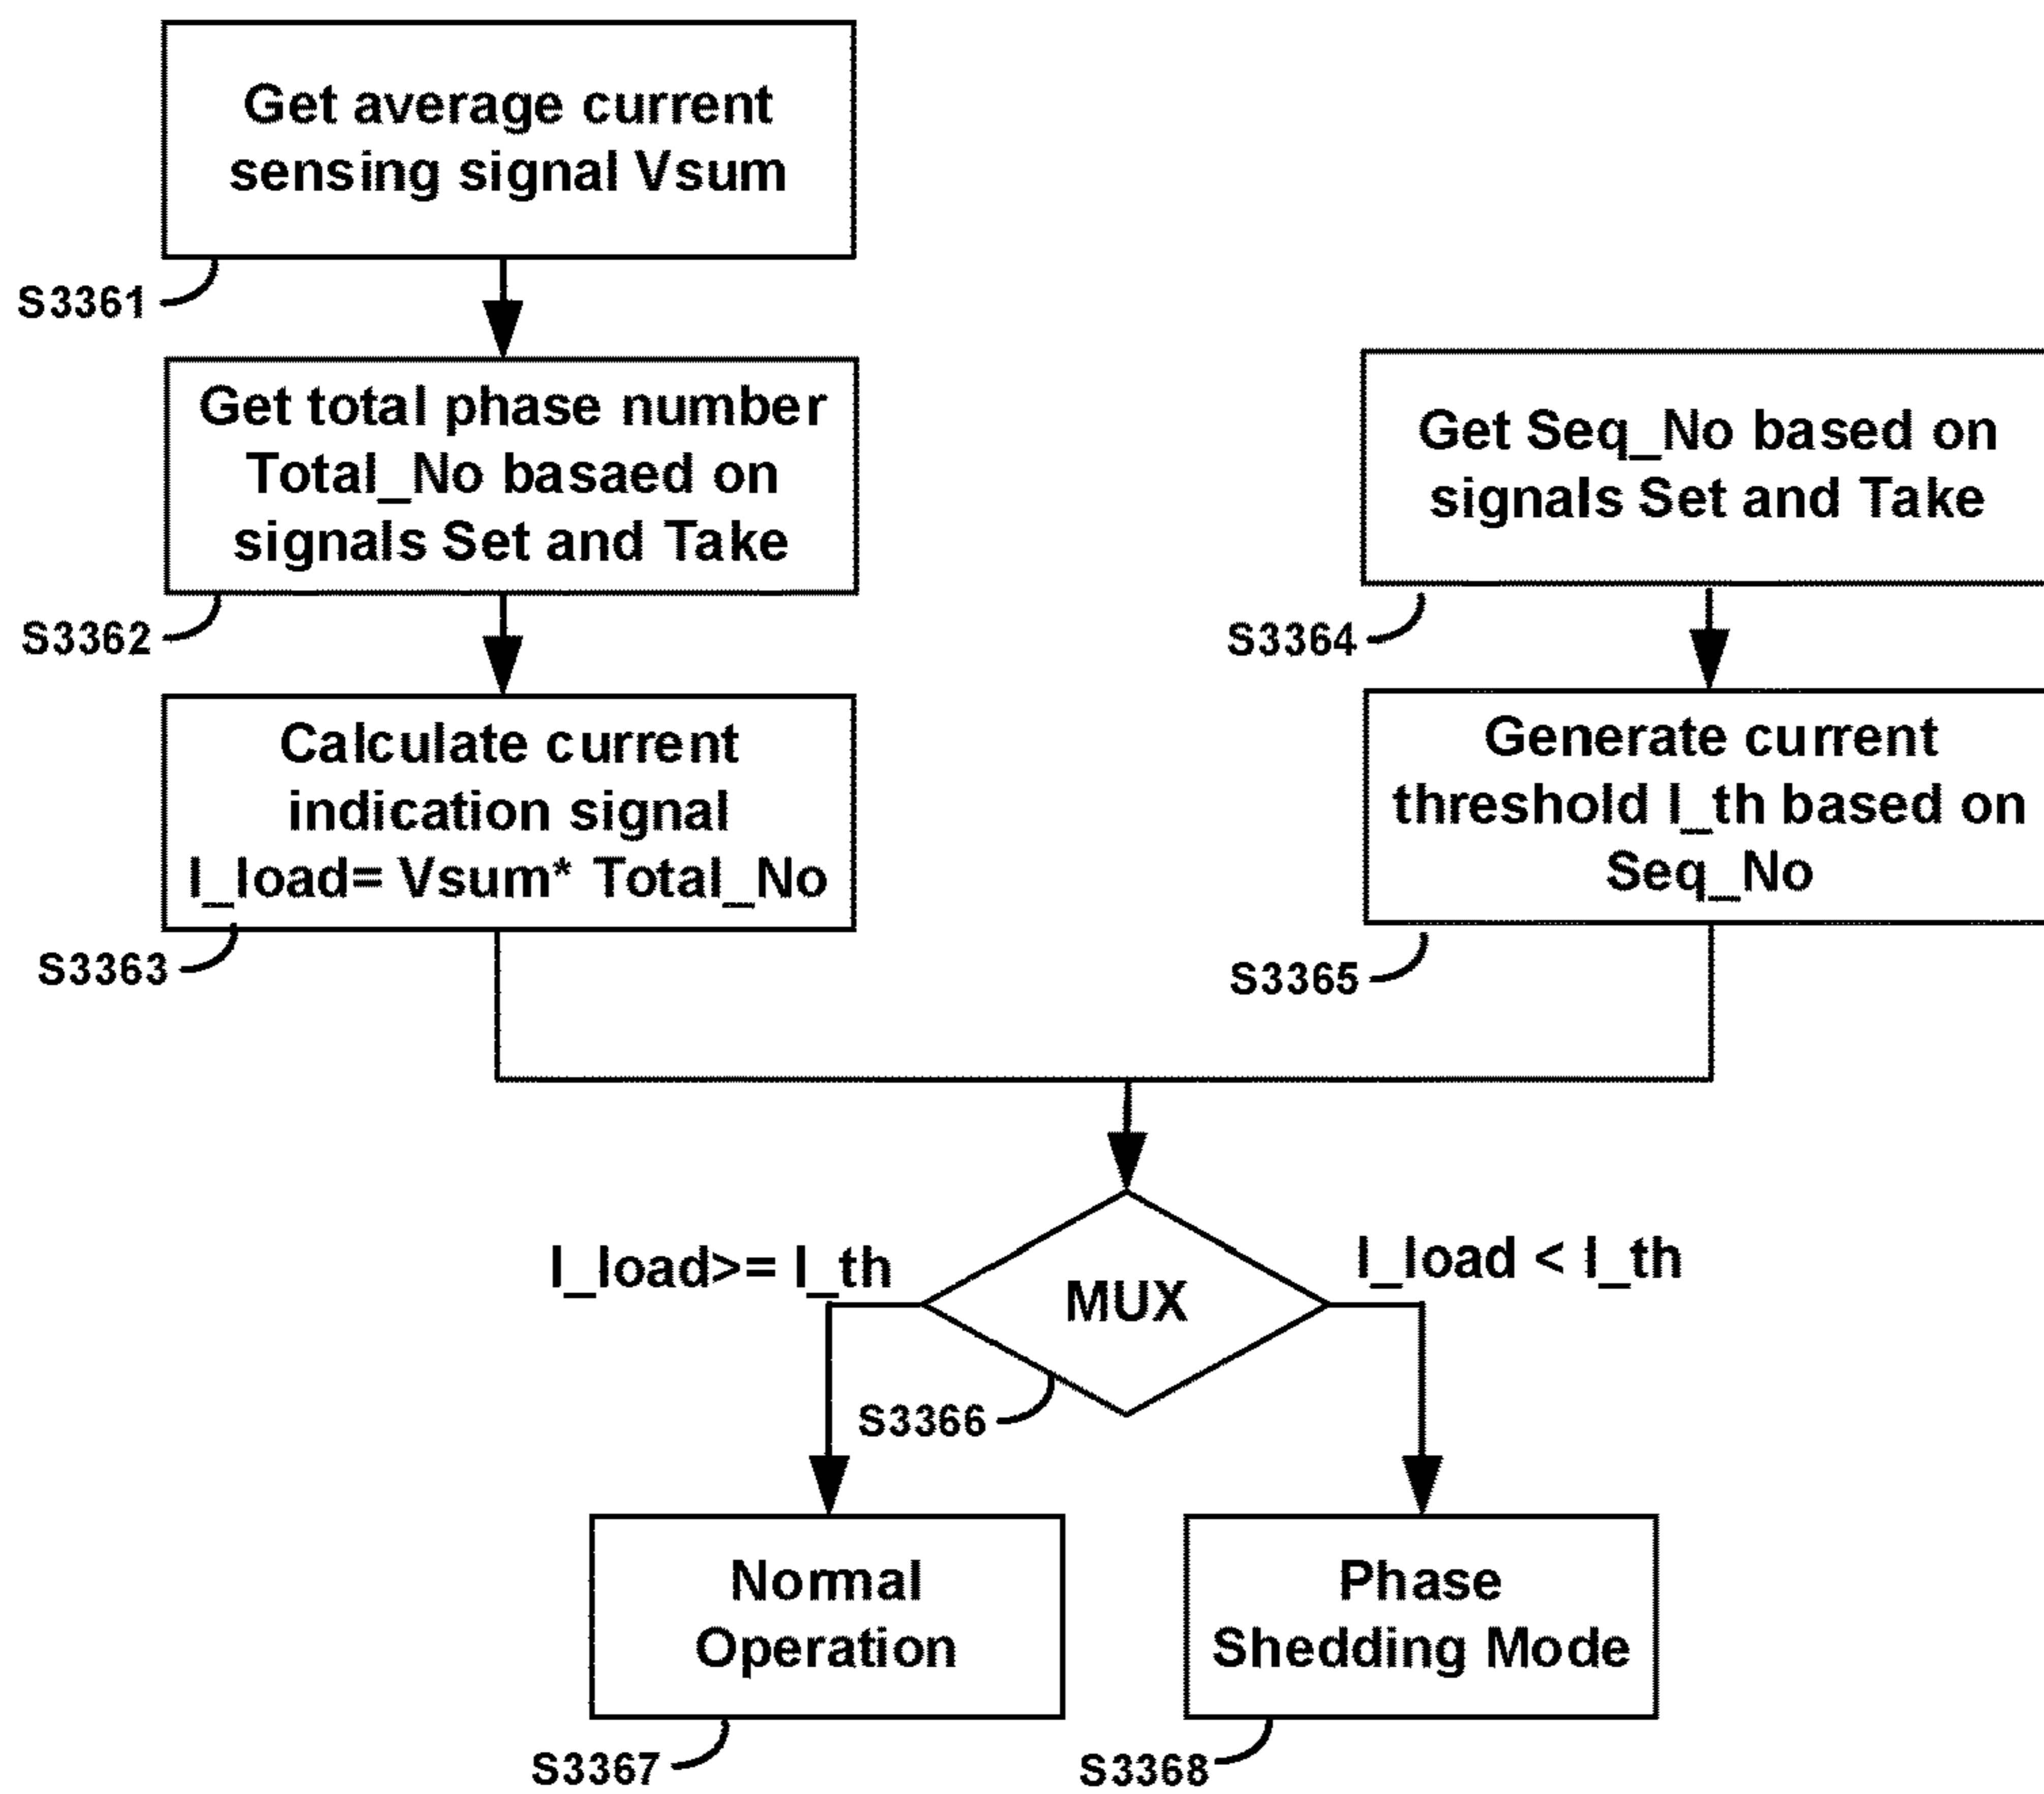 Get average current
sensing signal Vsum
S3361
Get total phase number
Total_No basaed on
signals Set and Take
S3362
Calculate current
indication signal
I_load= Vsum* Total_No
S3363
Get Seq_No based on
signals Set and Take
S3364
Generate current
threshold I_th based on
Seq_No
S3365
I_load>= I_th
MUX
I_load < I_th
S3366
Normal
Operation
S3367
Phase
Shedding Mode
S3368